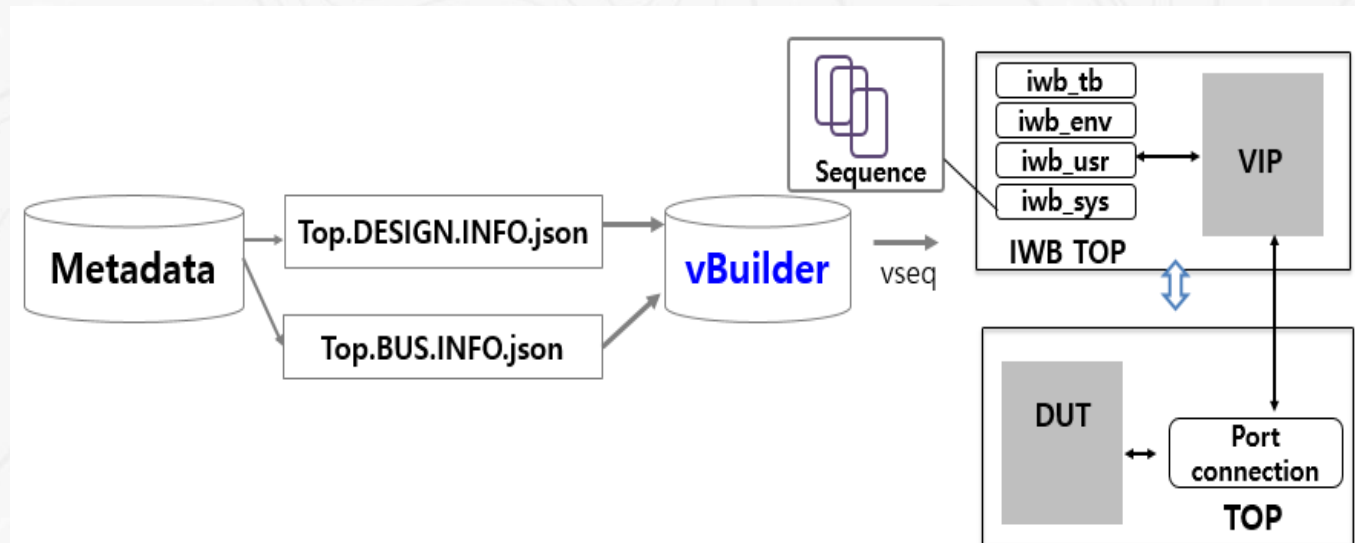 Metadata
Top.DESIGN.INFO.json
Top.BUS.INFO.json
vBuilder
vseq
Sequence
iwb_tb
iwb_env
iwb_usr
iwb_sys
VIP
IWB TOP
DUT
Port
connection
TOP